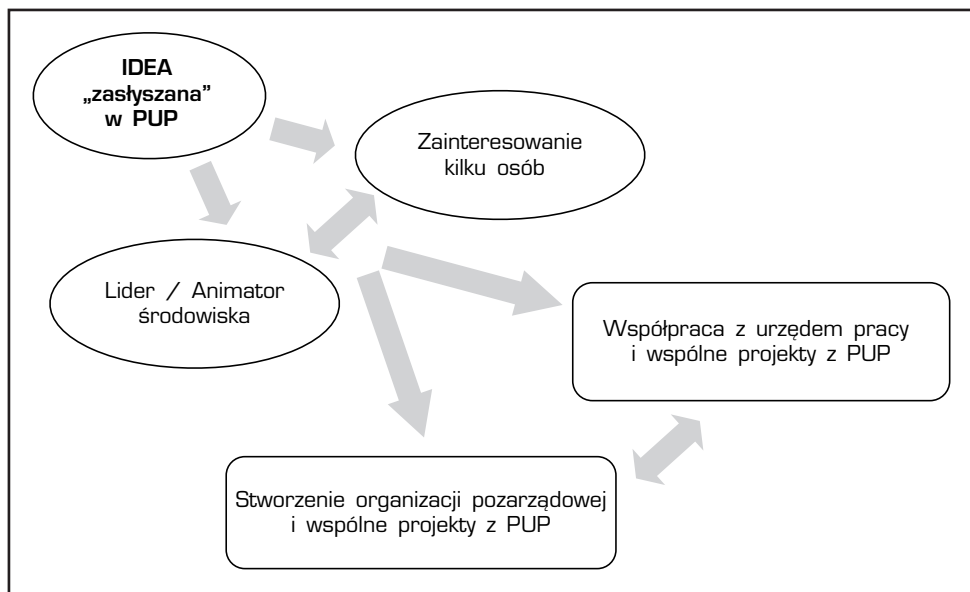 IDEA
„zasłyszana”
w PUP
Zainteresowanie
kilku osób
Lider / Animator
środowiska
Współpraca z urzędem pracy
i wspólne projekty z PUP
Stworzenie organizacji pozarządowej
i wspólne projekty z PUP